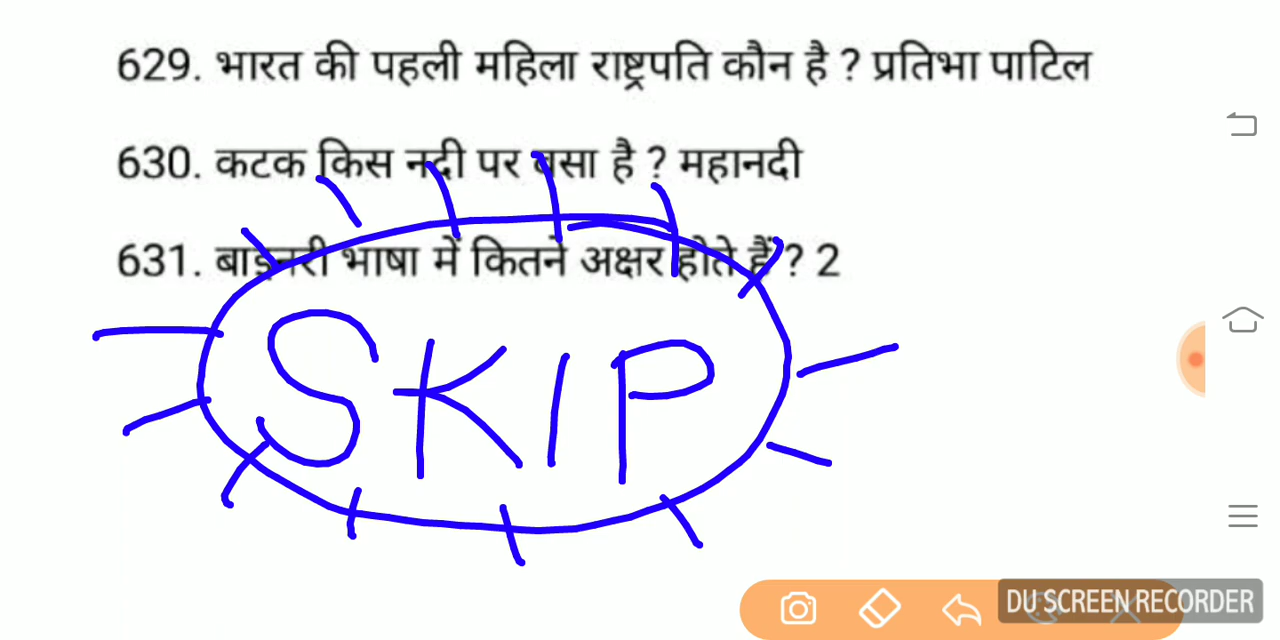 629. भारत की पहली महिला राष्ट्रपति कौन है ? प्रतिभा पाटिल
630. कटक किस नदी पर बसा है ? महानदी
631. बाइनरी भाषा में कितने अक्षर होते हैं ? 2
SKIP
DU SCREEN RECORDER